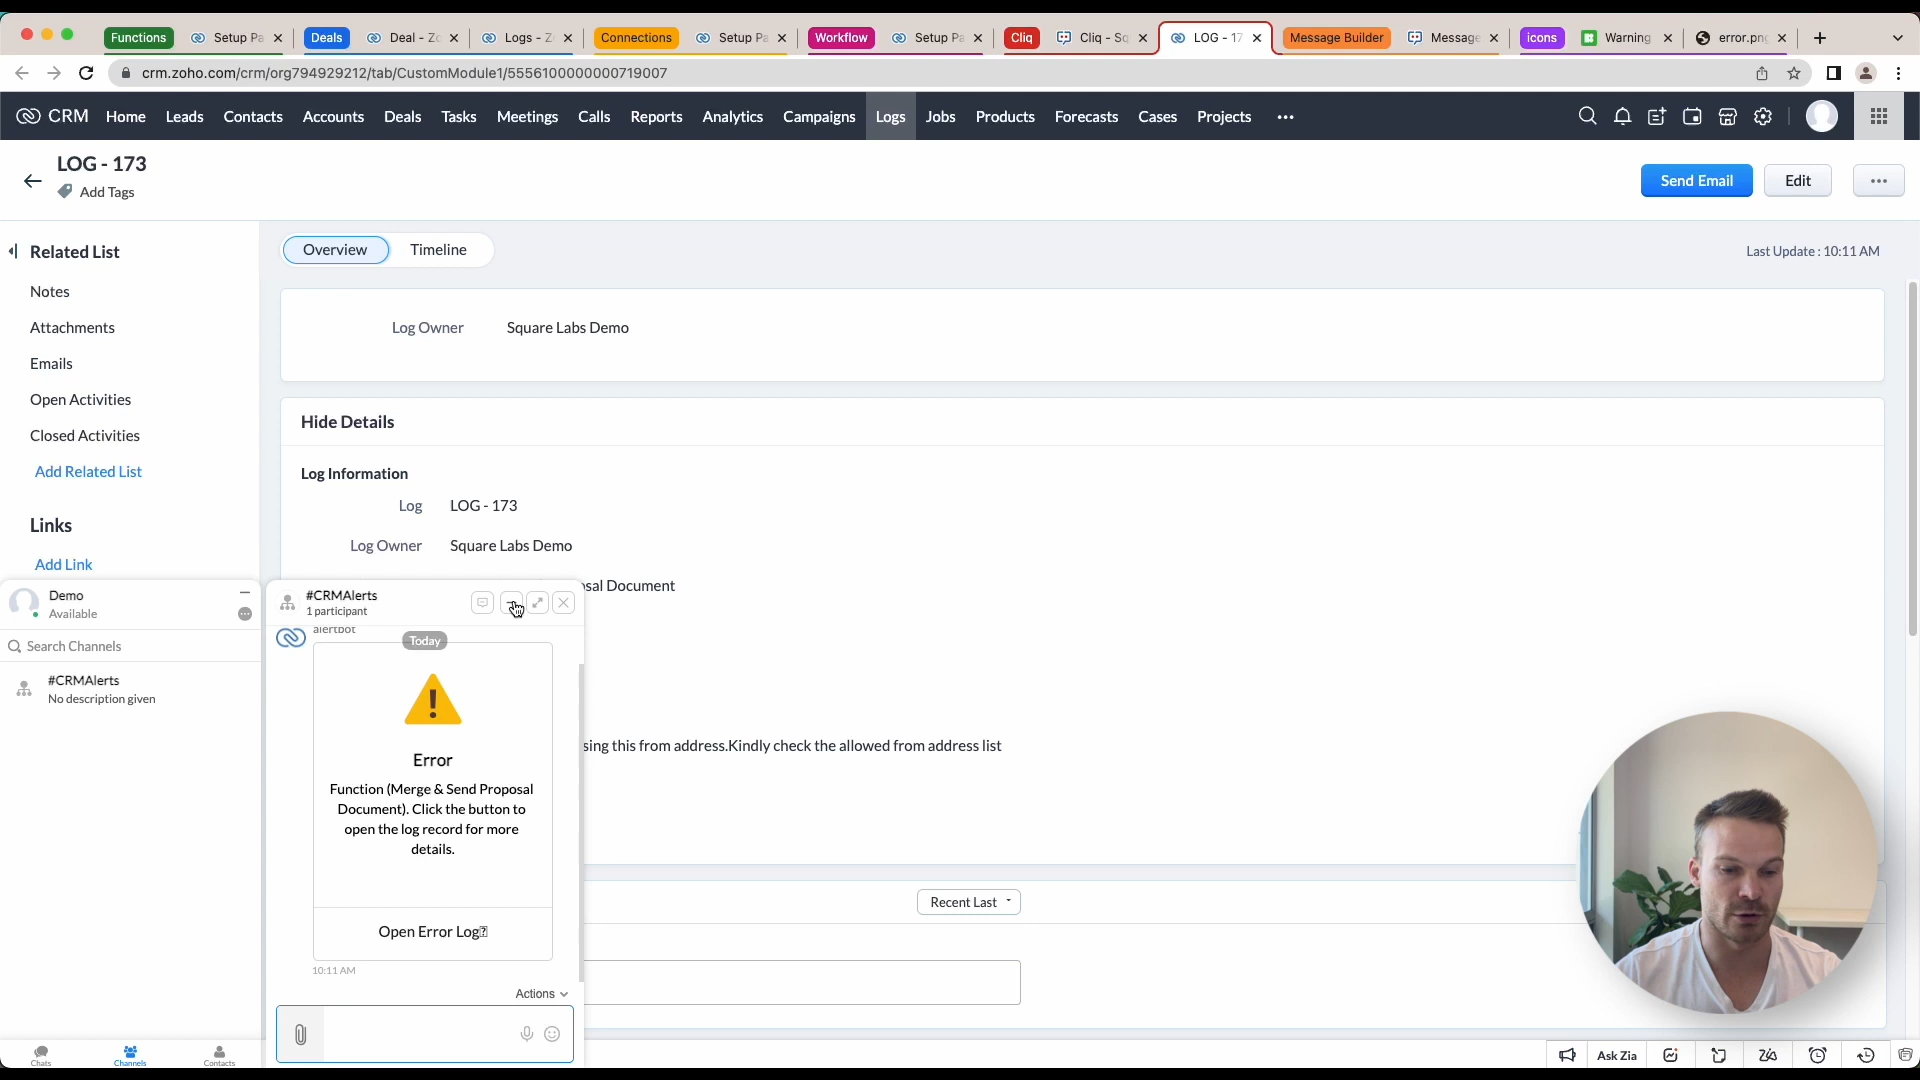 Functions
Setup Pa
Deals
Deal - Zo
Logs - Z
Connections
Setup Pa
Workflow
Setup Pa
Cliq
Cliq - Sq
LOG - 17
Message Builder
Message
icons
Warning
error.pn
crm.zoho.com/crm/org794929212/tab/CustomModule1/5556100000000719007
CRM Home Leads Contacts Accounts Deals Tasks Meetings Calls Reports Analytics Campaigns Logs Jobs Products Forecasts Cases Projects
LOG - 173
Add Tags
Send Email
Edit
Related List
Notes
Attachments
Emails
Open Activities
Closed Activities
Add Related List
Links
Add Link
Overview
Timeline
Last Update : 10:11 AM
Log Owner Square Labs Demo
Hide Details
Log Information
Log LOG - 173
Log Owner Square Labs Demo
sal Document
sing this from address.Kindly check the allowed from address list
Recent Last
Demo
Available
Search Channels
#CRMAlerts
No description given
Chats
Channels
Contacts
#CRMAlerts
1 participant
alertbot
Today
Error
Function (Merge & Send Proposal
Document). Click the button to
open the log record for more
details.
Open Error Log
10:11 AM
Actions
Ask Zia